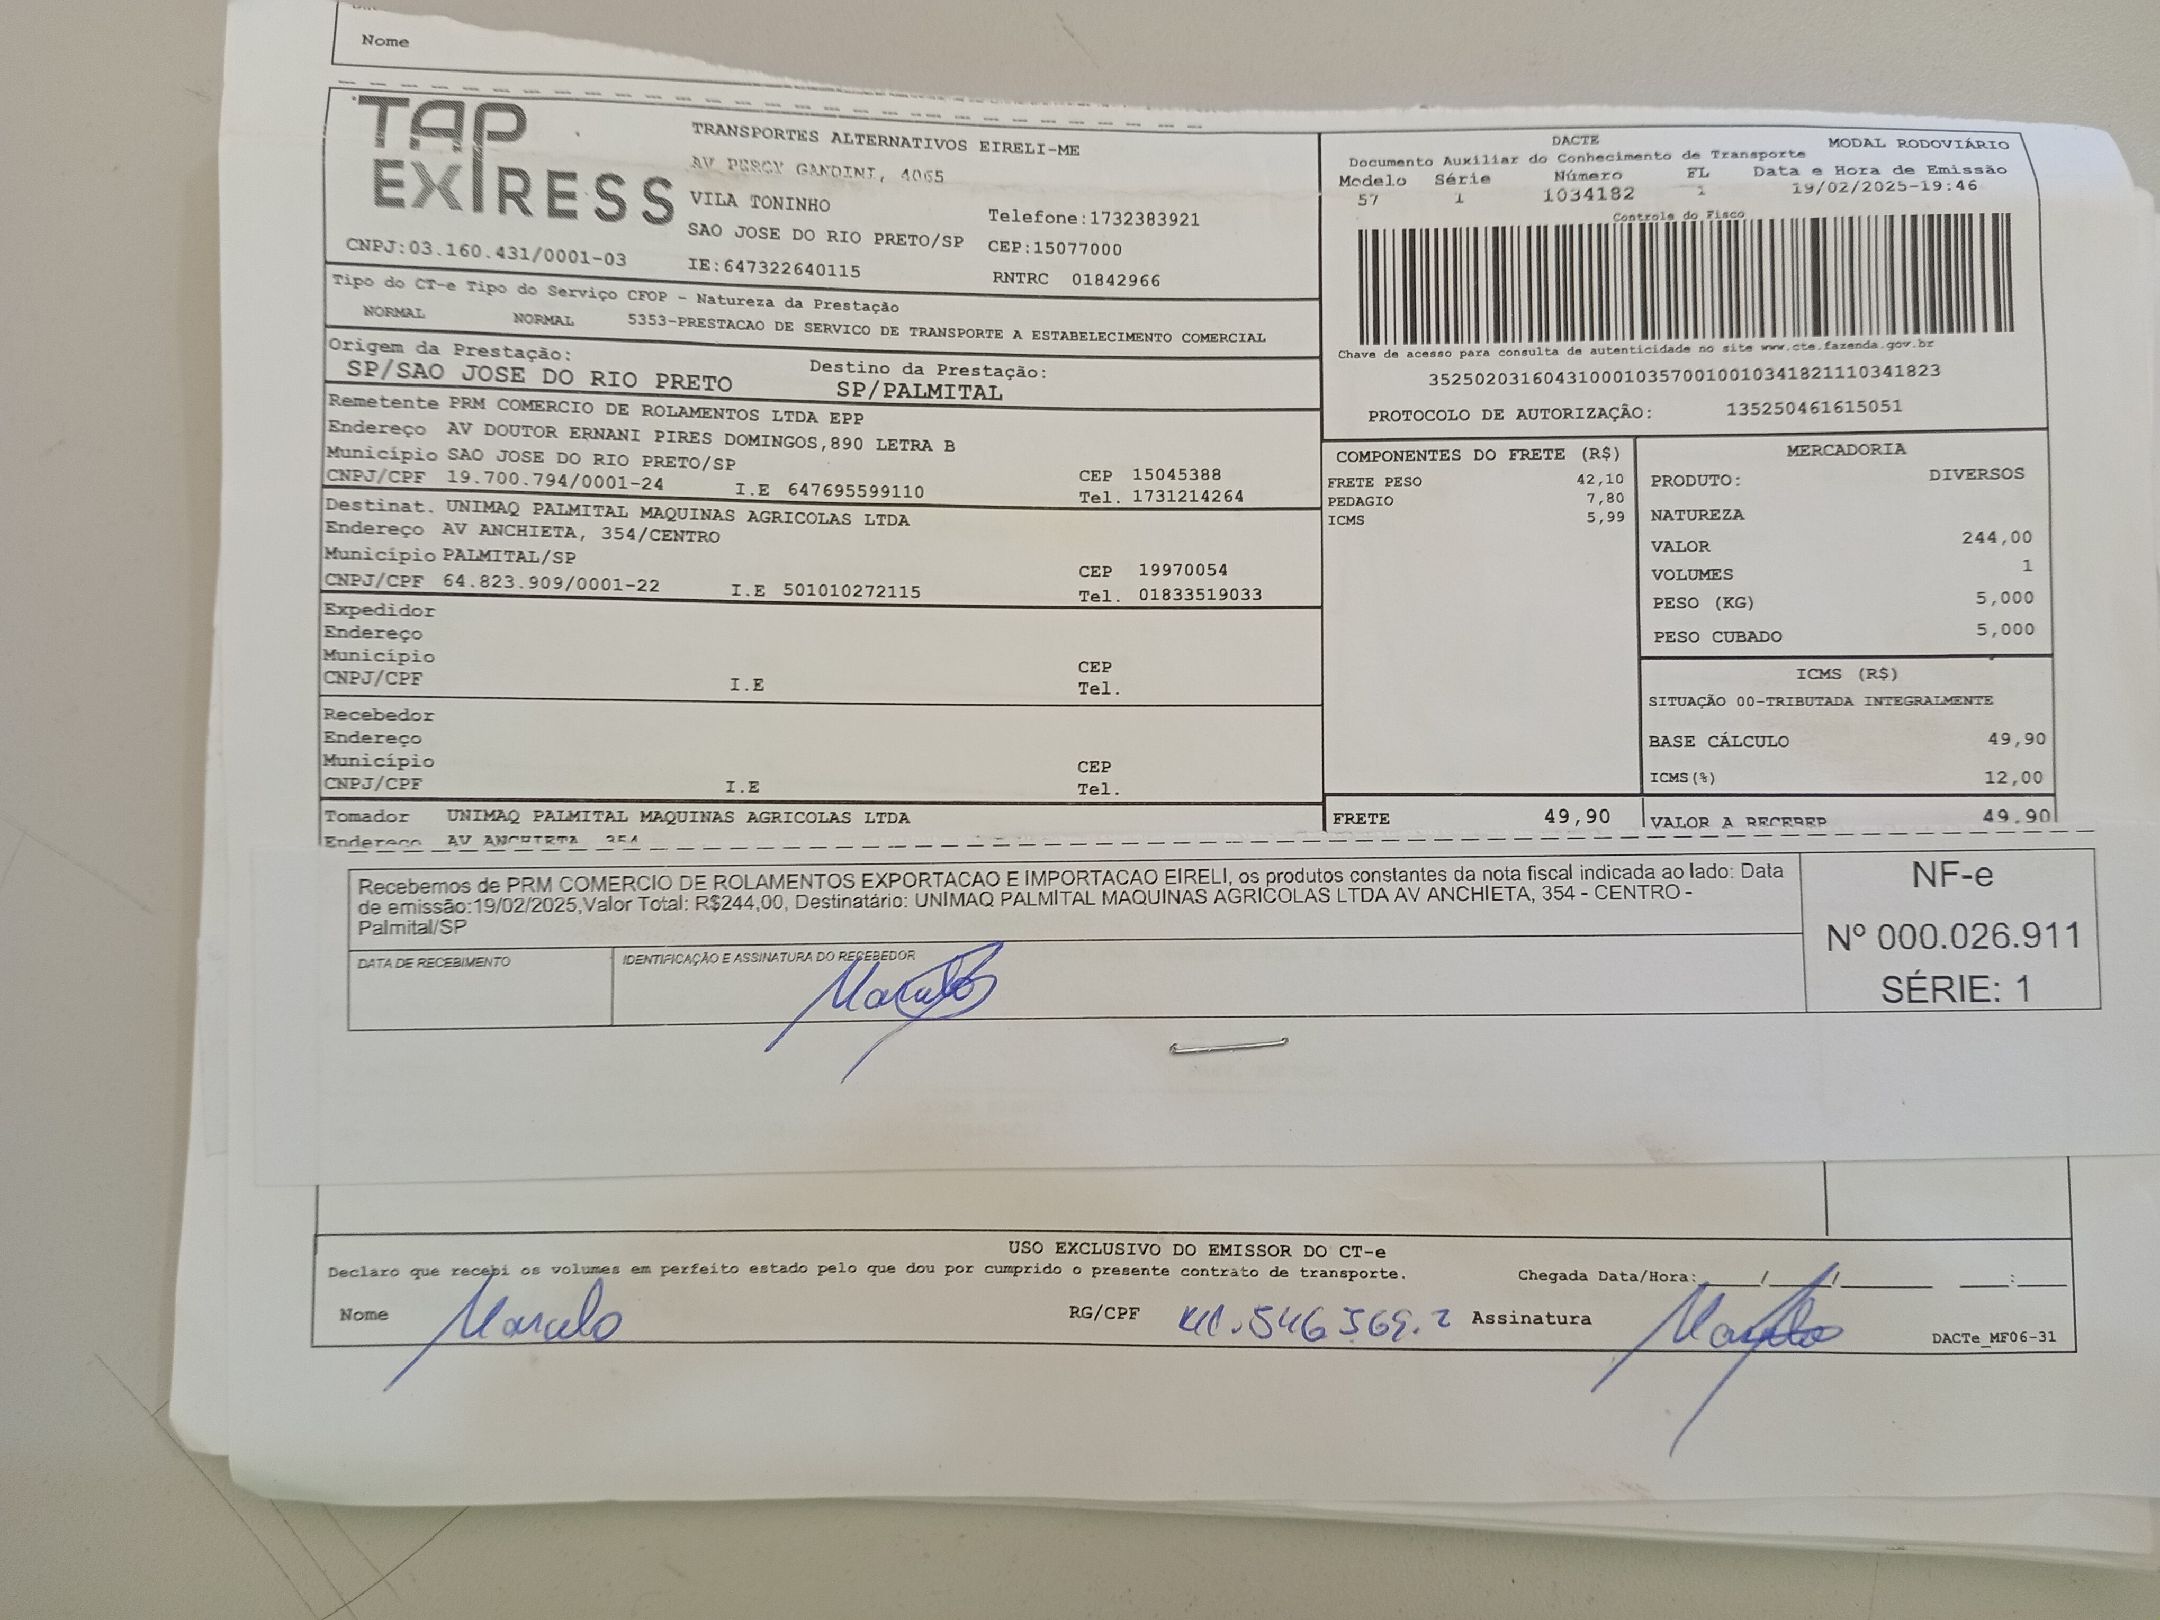 Nome
TAP
EXPRESS
TRANSPORTES ALTERNATIVOS EIRELI-ME
AV PERCY GANDINI, 4065
VILA TONINHO
Telefone:1732383921
SAO JOSE DO RIO PRETO/SP CEP:15077000
CNPJ:03.160.431/0001-03 IE:647322640115 RNTRC 01842966
DACTE MODAL RODOVIÁRIO
Documento Auxiliar do Conhecimento de Transporte
Modelo Série Número FL Data e Hora de Emissão
57 1 1034182 1 19/02/2025-19:46
Controle do Fisco
Chave de acesso para consulta de autenticidade no site www.cte.fazenda.gov.br
35250203160431000103570010010341821110341823
PROTOCOLO DE AUTORIZAÇÃO: 135250461615051
Tipo do CT-e Tipo do Serviço CFOP - Natureza da Prestação
NORMAL NORMAL 5353-PRESTACAO DE SERVICO DE TRANSPORTE A ESTABELECIMENTO COMERCIAL
Origem da Prestação: Destino da Prestação:
SP/SAO JOSE DO RIO PRETO SP/PALMITAL
Remetente PRM COMERCIO DE ROLAMENTOS LTDA EPP
Endereço AV DOUTOR ERNANI PIRES DOMINGOS,890 LETRA B
Município SAO JOSE DO RIO PRETO/SP CEP 15045388
CNPJ/CPF 19.700.794/0001-24 I.E 647695599110 Tel. 1731214264
Destinat. UNIMAQ PALMITAL MAQUINAS AGRICOLAS LTDA
Endereço AV ANCHIETA, 354/CENTRO
Município PALMITAL/SP CEP 19970054
CNPJ/CPF 64.823.909/0001-22 I.E 501010272115 Tel. 01833519033
Expedidor
Endereço
Município CEP
CNPJ/CPF I.E Tel.
Recebedor
Endereço
Município CEP
CNPJ/CPF I.E Tel.
Tomador UNIMAQ PALMITAL MAQUINAS AGRICOLAS LTDA
Endereço AV ANCHIETA, 354
COMPONENTES DO FRETE (R$)
FRETE PESO 42,10
PEDAGIO 7,80
ICMS 5,99
FRETE 49,90
MERCADORIA
PRODUTO: DIVERSOS
NATUREZA
VALOR 244,00
VOLUMES 1
PESO (KG) 5,000
PESO CUBADO 5,000
ICMS (R$)
SITUAÇÃO 00-TRIBUTADA INTEGRALMENTE
BASE CÁLCULO 49,90
ICMS(%) 12,00
VALOR A RECEBER 49,90
Recebemos de PRM COMERCIO DE ROLAMENTOS EXPORTACAO E IMPORTACAO EIRELI, os produtos constantes da nota fiscal indicada ao lado: Data
de emissão:19/02/2025,Valor Total: R$244,00, Destinatário: UNIMAQ PALMITAL MAQUINAS AGRICOLAS LTDA AV ANCHIETA, 354 - CENTRO -
Palmital/SP
DATA DE RECEBIMENTO IDENTIFICAÇÃO E ASSINATURA DO RECEBEDOR
Marcelo
NF-e
Nº 000.026.911
SÉRIE: 1
USO EXCLUSIVO DO EMISSOR DO CT-e
Declaro que recebi os volumes em perfeito estado pelo que dou por cumprido o presente contrato de transporte. Chegada Data/Hora:____/____/________ ____:____
Nome Marcelo RG/CPF Assinatura Marcelo
DACTe_MF06-31